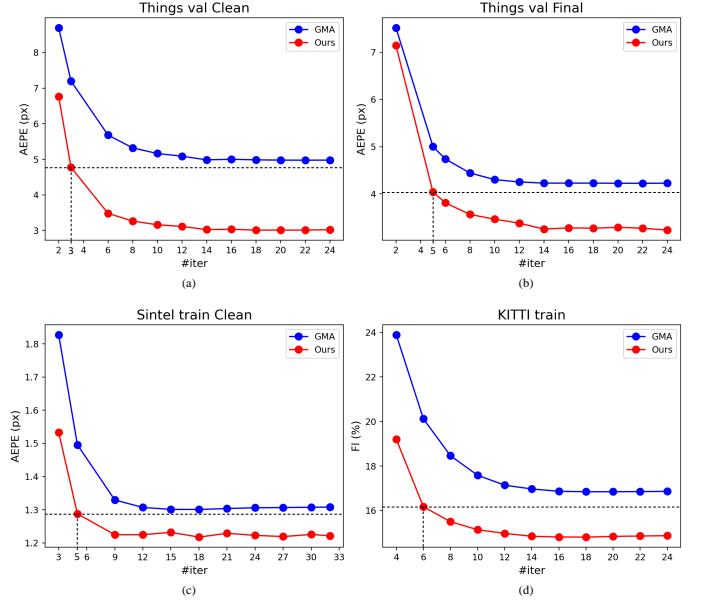 Things val Clean
GMA
Ours
AEPE (px)
8
7
6
5
4
3
2 3 4 6 8 10 12 14 16 18 20 22 24
#iter
(a)
Things val Final
GMA
Ours
AEPE (px)
7
6
5
4
2 5 6 8 10 12 14 16 18 20 22 24
#iter
(b)
Sintel train Clean
GMA
Ours
AEPE (px)
1.8
1.7
1.6
1.5
1.4
1.3
1.2
3 5 6 9 12 15 18 21 24 27 30 33
#iter
(c)
KITTI train
GMA
Ours
Fl (%)
24
22
20
18
16
4 6 8 10 12 14 16 18 20 22 24
#iter
(d)